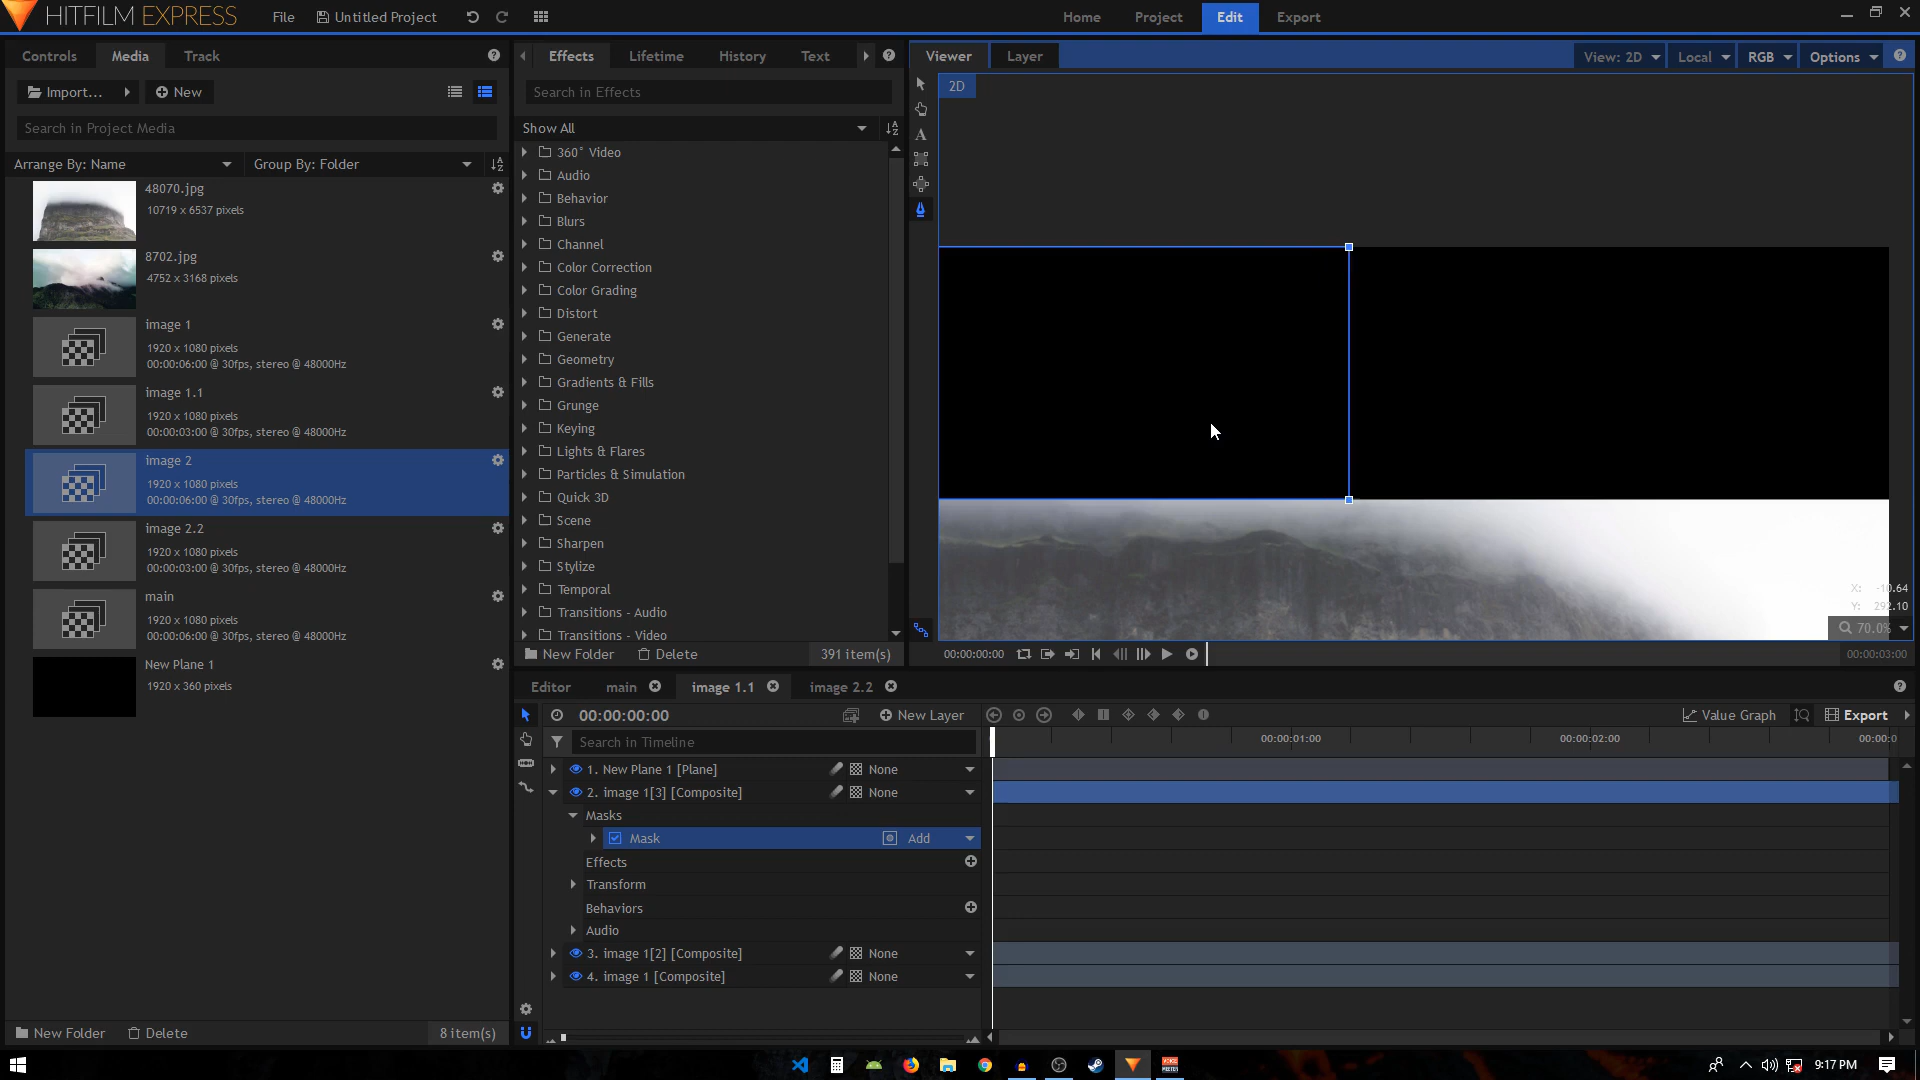 HITFILM EXPRESS
File
Untitled Project
Home
Project
Edit
Export
Controls
Media
Track
Import...
New
Search in Project Media
Arrange By: Name
Group By: Folder
48070.jpg
10719 x 6537 pixels
8702.jpg
4752 x 3168 pixels
image 1
1920 x 1080 pixels
00:00:06:00 @ 30fps, stereo @ 48000Hz
image 1.1
1920 x 1080 pixels
00:00:03:00 @ 30fps, stereo @ 48000Hz
image 2
1920 x 1080 pixels
00:00:06:00 @ 30fps, stereo @ 48000Hz
image 2.2
1920 x 1080 pixels
00:00:03:00 @ 30fps, stereo @ 48000Hz
main
1920 x 1080 pixels
00:00:06:00 @ 30fps, stereo @ 48000Hz
New Plane 1
1920 x 360 pixels
New Folder
Delete
8 item(s)
Effects
Lifetime
History
Text
Search in Effects
Show All
360° Video
Audio
Behavior
Blurs
Channel
Color Correction
Color Grading
Distort
Generate
Geometry
Gradients & Fills
Grunge
Keying
Lights & Flares
Particles & Simulation
Quick 3D
Scene
Sharpen
Stylize
Temporal
Transitions - Audio
Transitions - Video
New Folder
Delete
391 item(s)
Viewer
Layer
View: 2D
Local
RGB
Options
2D
X: -10.64
Y: 292.10
70.0%
00:00:00:00
00:00:03:00
Editor
main
image 1.1
image 2.2
00:00:00:00
New Layer
Value Graph
Export
Search in Timeline
00:00:01:00
00:00:02:00
00:00:0
1. New Plane 1 [Plane]
None
2. image 1[3] [Composite]
None
Masks
Mask
Add
Effects
Transform
Behaviors
Audio
3. image 1[2] [Composite]
None
4. image 1 [Composite]
None
9:17 PM